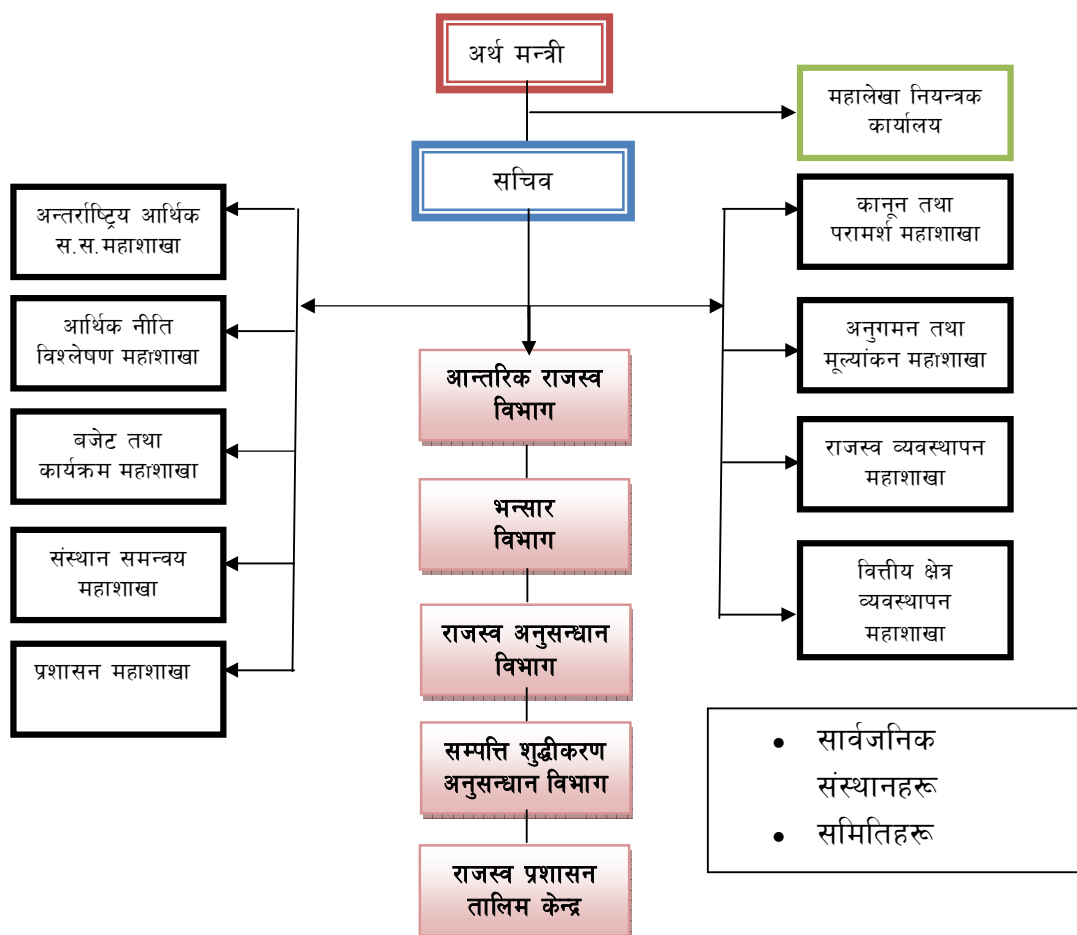 अर्थ मन्त्री
महालेखा नियन्त्रक
कार्यालय
सचिव
अन्तर्राष्ट्रिय आर्थिक
स.स.महाशाखा
आर्थिक नीति
विश्लेषण महाशाखा
बजेट तथा
कार्यक्रम महाशाखा
संस्थान समन्वय
महाशाखा
प्रशासन महाशाखा
आन्तरिक राजस्व
विभाग
भन्सार
विभाग
राजस्व अनुसन्धान
विभाग
सम्पत्ति शुद्धीकरण
अनुसन्धान विभाग
राजस्व प्रशासन
तालिम केन्द्र
कानून तथा
परामर्श महाशाखा
अनुगमन तथा
मूल्यांकन महाशाखा
राजस्व व्यवस्थापन
महाशाखा
वित्तीय क्षेत्र
व्यवस्थापन
महाशाखा
• सार्वजनिक
संस्थानहरू
• समितिहरू